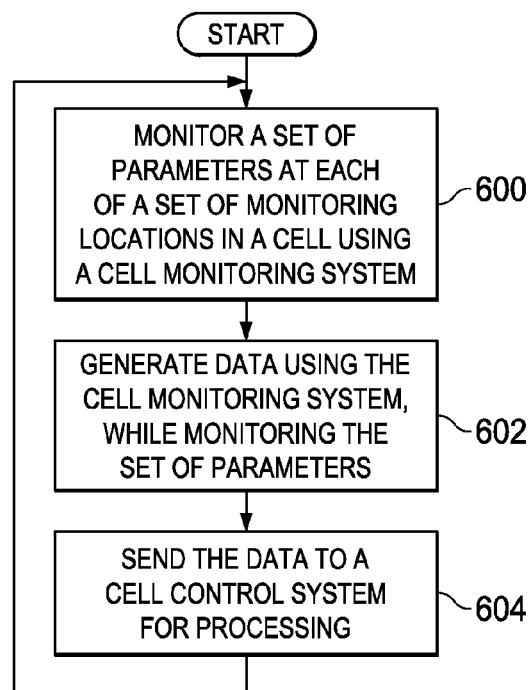 START
MONITOR A SET OF
PARAMETERS AT EACH
OF A SET OF MONITORING
LOCATIONS IN A CELL USING
A CELL MONITORING SYSTEM
600
GENERATE DATA USING THE
CELL MONITORING SYSTEM,
WHILE MONITORING THE
SET OF PARAMETERS
602
SEND THE DATA TO A
CELL CONTROL SYSTEM
FOR PROCESSING
604